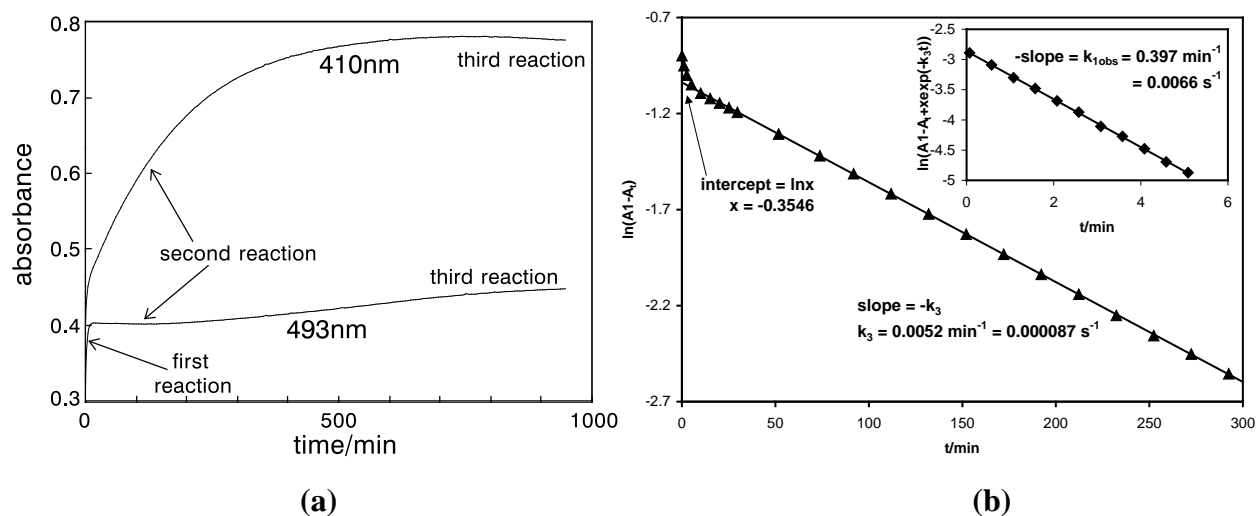 0.8
0.7
0.6
0.5
0.4
0.3
absorbance
410nm
third reaction
second reaction
third reaction
493nm
first
reaction
0
500
1000
time/min
(a)
-0.7
-1.2
-1.7
-2.2
-2.7
ln(A1-At)
intercept = lnx
x = -0.3546
slope = -k3
k3 = 0.0052 min-1 = 0.000087 s-1
0
50
100
150
200
250
300
t/min
-2.5
-3
-3.5
-4
-4.5
-5
ln(A1-At+xexp(-k3t))
-slope = k1obs = 0.397 min-1
= 0.0066 s-1
0
2
4
6
t/min
(b)